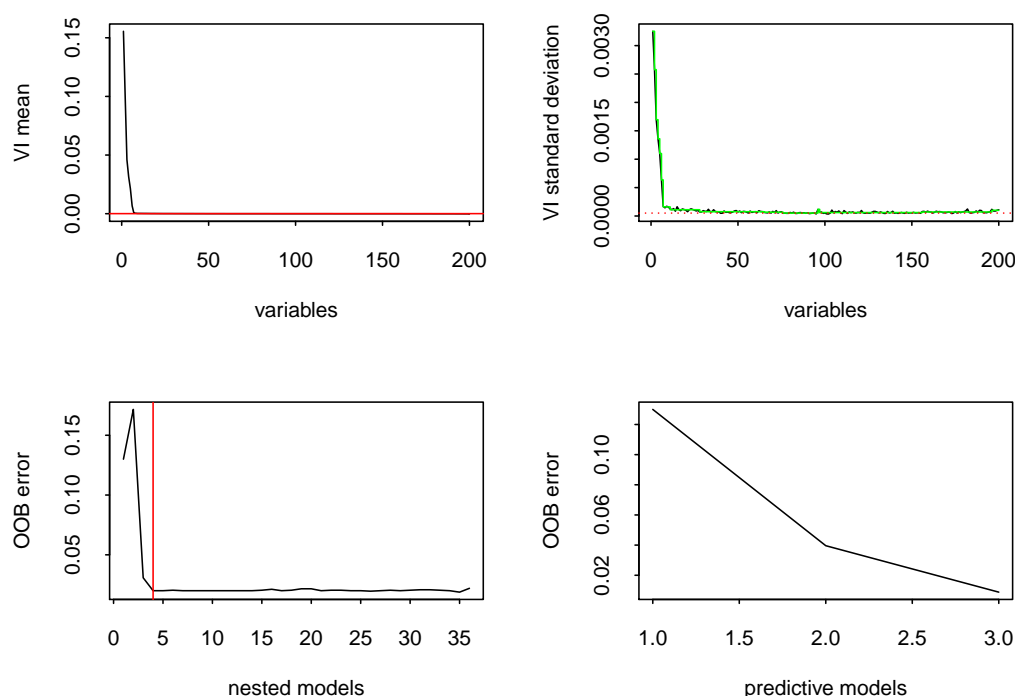 VI mean
0.00 0.05 0.10 0.15
0 50 100 150 200
variables
VI standard deviation
0.0000 0.0015 0.0030
0 50 100 150 200
variables
OOB error
0.05 0.10 0.15
0 5 10 15 20 25 30 35
nested models
OOB error
0.02 0.06 0.10
1.0 1.5 2.0 2.5 3.0
predictive models